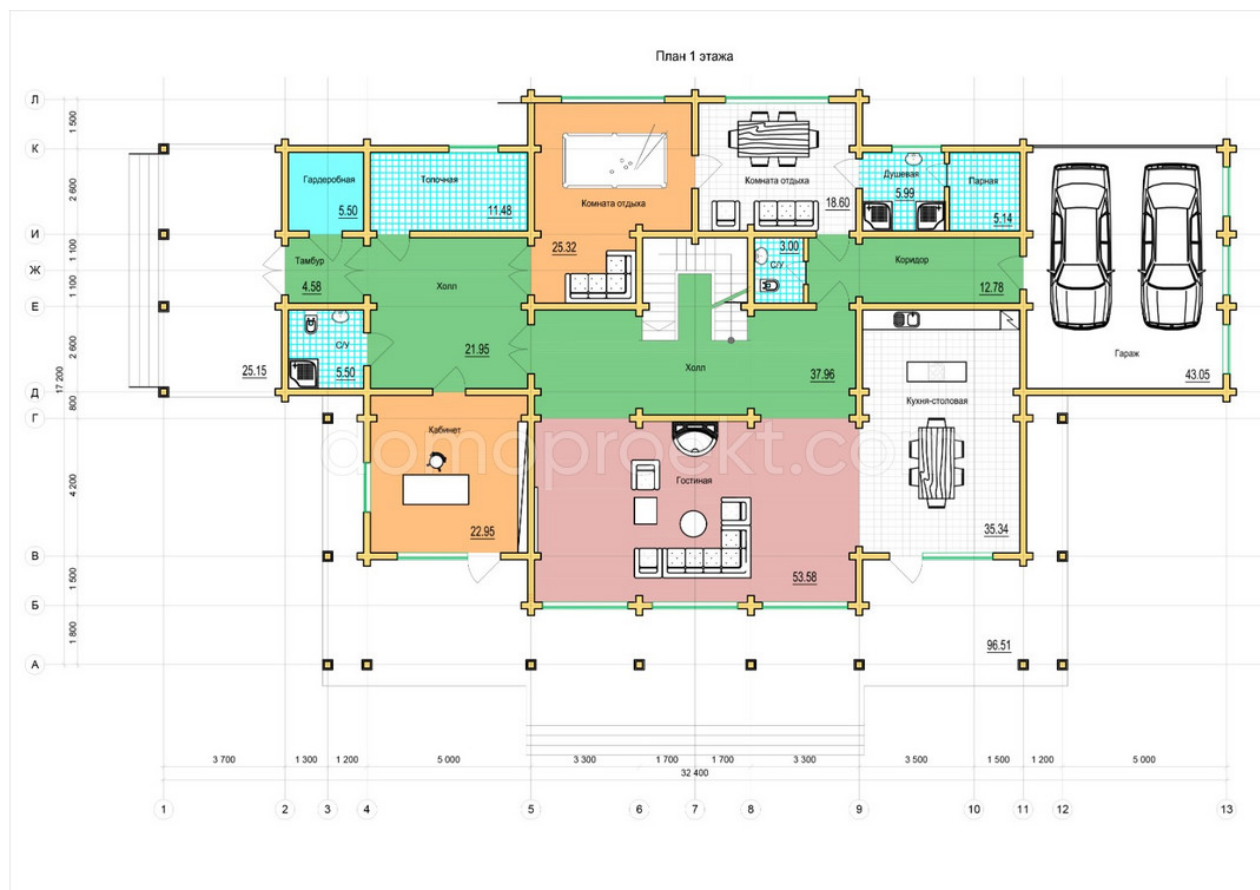 План 1 этажа
Л
1 500
К
2 600
И
1 100
Ж
1 100
Е
2 600
17 200
Д
800
Г
4 200
В
1 500
Б
1 800
А
Гардеробная
5.50
Топочная
11.48
Комната отдыха
25.32
Комната отдыха
18.60
Душевая
5.99
Парная
5.14
Тамбур
4.58
Холл
21.95
3.00
С/У
Коридор
12.78
С/У
5.50
25.15
Холл
37.96
Гараж
43.05
Кухня-столовая
35.34
Кабинет
22.95
Гостиная
53.58
domoproekt.co
96.51
3 700
1 300
1 200
5 000
3 300
1 700
1 700
3 300
3 500
1 500
1 200
5 000
32 400
1
2
3
4
5
6
7
8
9
10
11
12
13